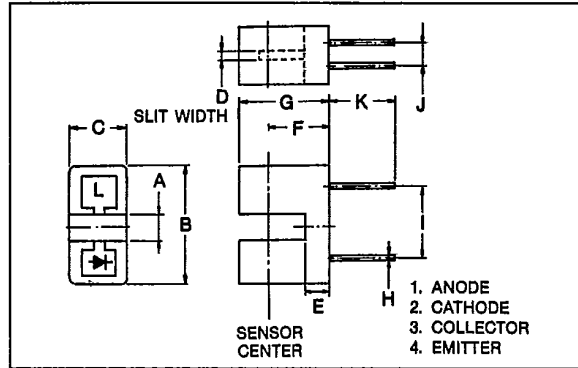 D
SLIT WIDTH
G
K
J
F
C
A
B
L
I
E
H
SENSOR
CENTER
1. ANODE
2. CATHODE
3. COLLECTOR
4. EMITTER